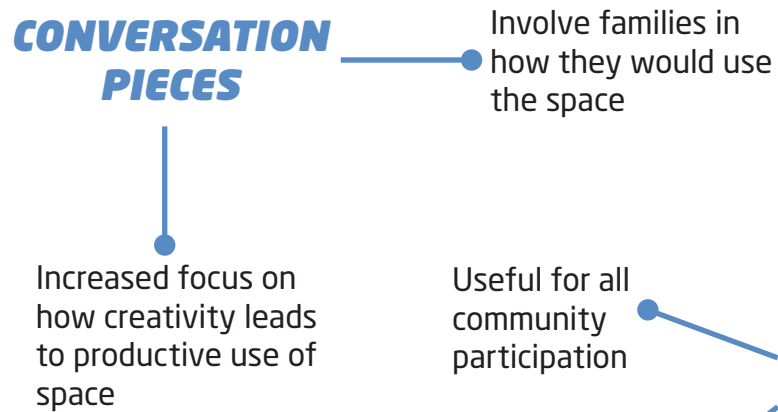 CONVERSATION
PIECES
Involve families in
how they would use
the space
Increased focus on
how creativity leads
to productive use of
space
Useful for all
community
participation